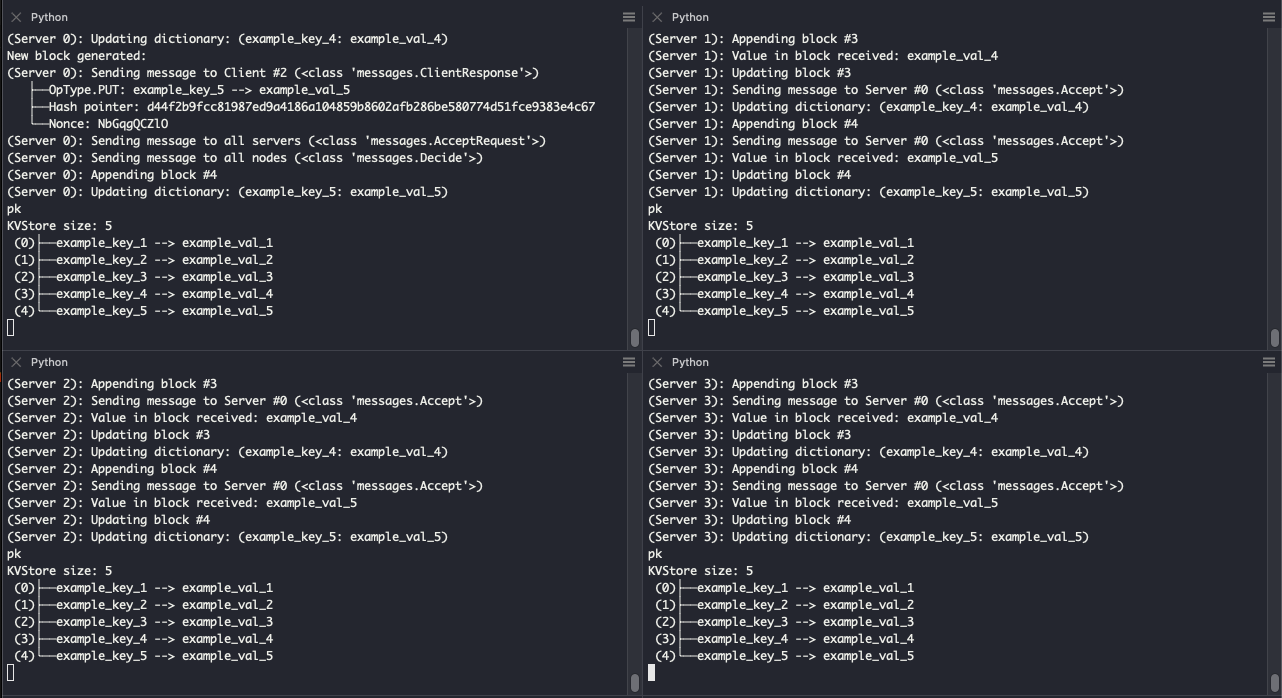 Python
(Server 0): Updating dictionary: (example_key_4: example_val_4)
New block generated:
(Server 0): Sending message to Client #2 (<class 'messages.ClientResponse'>)
├──OpType.PUT: example_key_5 --> example_val_5
├──Hash pointer: d44f2b9fcc81987ed9a4186a104859b8602afb286be580774d51fce9383e4c67
└──Nonce: NbGqgQCZlO
(Server 0): Sending message to all servers (<class 'messages.AcceptRequest'>)
(Server 0): Sending message to all nodes (<class 'messages.Decide'>)
(Server 0): Appending block #4
(Server 0): Updating dictionary: (example_key_5: example_val_5)
pk
KVStore size: 5
(0)├──example_key_1 --> example_val_1
(1)├──example_key_2 --> example_val_2
(2)├──example_key_3 --> example_val_3
(3)├──example_key_4 --> example_val_4
(4)└──example_key_5 --> example_val_5
Python
(Server 1): Appending block #3
(Server 1): Value in block received: example_val_4
(Server 1): Updating block #3
(Server 1): Sending message to Server #0 (<class 'messages.Accept'>)
(Server 1): Updating dictionary: (example_key_4: example_val_4)
(Server 1): Appending block #4
(Server 1): Sending message to Server #0 (<class 'messages.Accept'>)
(Server 1): Value in block received: example_val_5
(Server 1): Updating block #4
(Server 1): Updating dictionary: (example_key_5: example_val_5)
pk
KVStore size: 5
(0)├──example_key_1 --> example_val_1
(1)├──example_key_2 --> example_val_2
(2)├──example_key_3 --> example_val_3
(3)├──example_key_4 --> example_val_4
(4)└──example_key_5 --> example_val_5
Python
(Server 2): Appending block #3
(Server 2): Sending message to Server #0 (<class 'messages.Accept'>)
(Server 2): Value in block received: example_val_4
(Server 2): Updating block #3
(Server 2): Updating dictionary: (example_key_4: example_val_4)
(Server 2): Appending block #4
(Server 2): Sending message to Server #0 (<class 'messages.Accept'>)
(Server 2): Value in block received: example_val_5
(Server 2): Updating block #4
(Server 2): Updating dictionary: (example_key_5: example_val_5)
pk
KVStore size: 5
(0)├──example_key_1 --> example_val_1
(1)├──example_key_2 --> example_val_2
(2)├──example_key_3 --> example_val_3
(3)├──example_key_4 --> example_val_4
(4)└──example_key_5 --> example_val_5
Python
(Server 3): Appending block #3
(Server 3): Sending message to Server #0 (<class 'messages.Accept'>)
(Server 3): Value in block received: example_val_4
(Server 3): Updating block #3
(Server 3): Updating dictionary: (example_key_4: example_val_4)
(Server 3): Appending block #4
(Server 3): Sending message to Server #0 (<class 'messages.Accept'>)
(Server 3): Value in block received: example_val_5
(Server 3): Updating block #4
(Server 3): Updating dictionary: (example_key_5: example_val_5)
pk
KVStore size: 5
(0)├──example_key_1 --> example_val_1
(1)├──example_key_2 --> example_val_2
(2)├──example_key_3 --> example_val_3
(3)├──example_key_4 --> example_val_4
(4)└──example_key_5 --> example_val_5